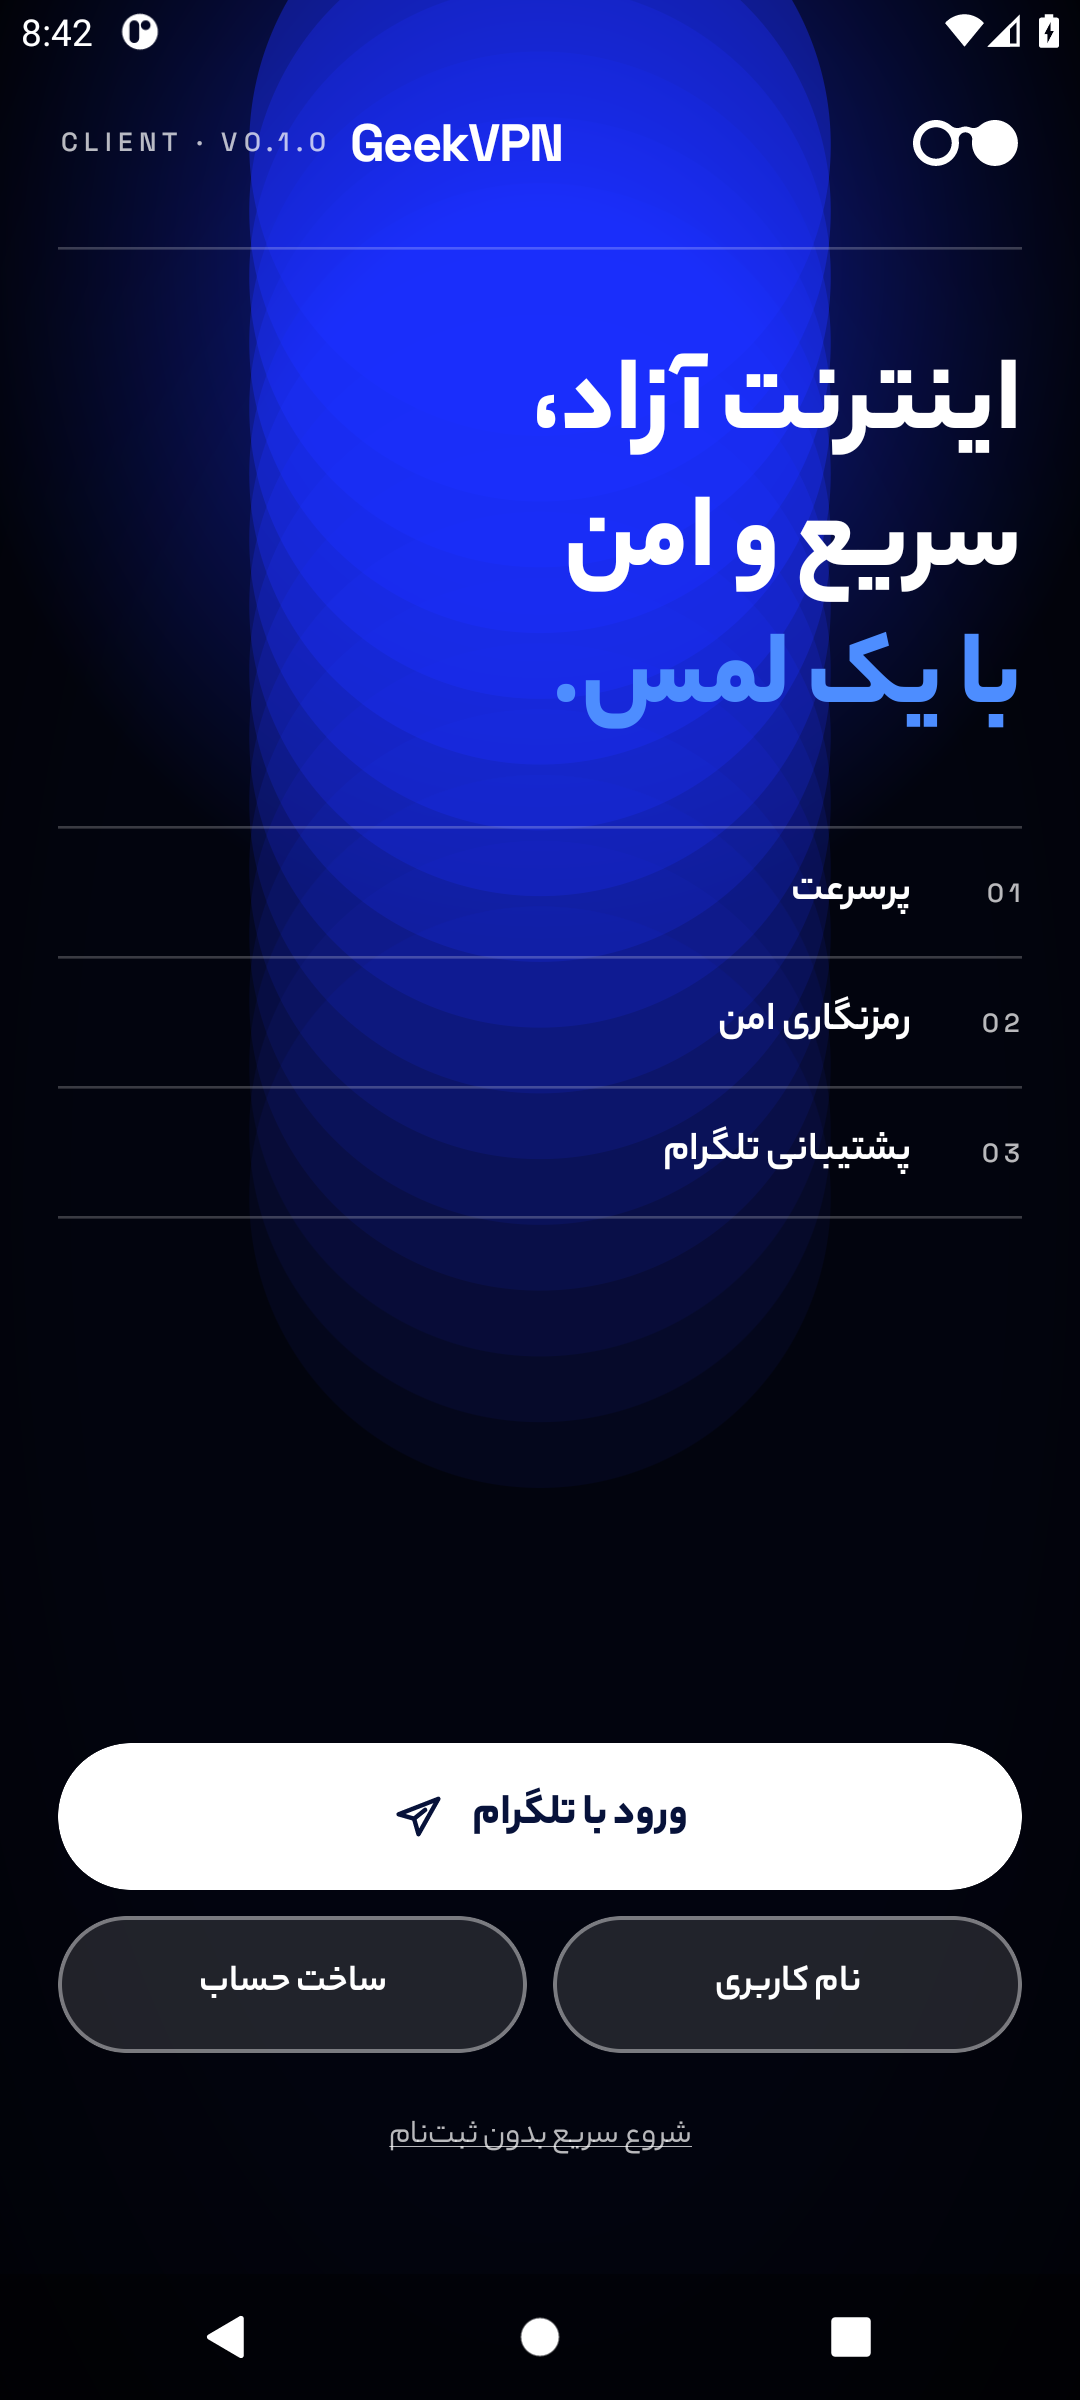 8:42
CLIENT · V0.1.0 GeekVPN
اینترنت آزاد،
سریع و امن
با یک لمس.
01 پرسرعت
02 رمزنگاری امن
03 پشتیبانی تلگرام
ورود با تلگرام
نام کاربری
ساخت حساب
شروع سریع بدون ثبت‌نام